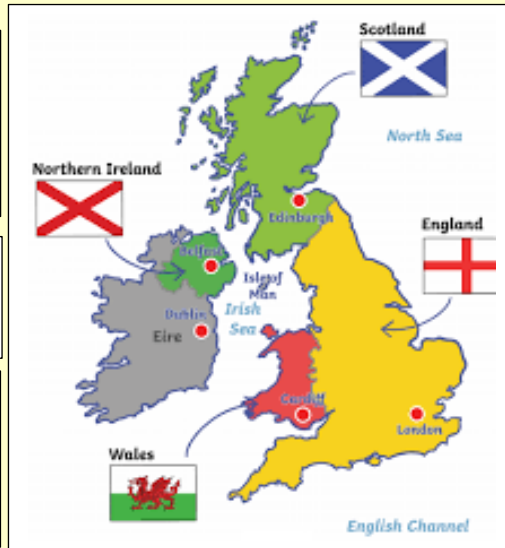 Scotland
North Sea
Northern Ireland
Edinburgh
England
Belfast
Isle of
Man
Irish
Sea
Dublin
Eire
Cardiff
London
Wales
English Channel